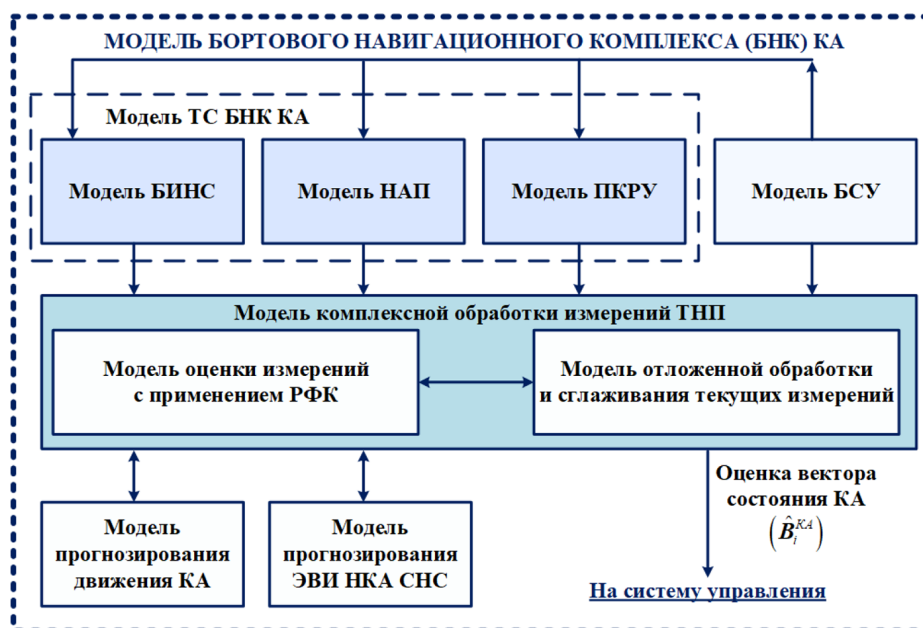 МОДЕЛЬ БОРТОВОГО НАВИГАЦИОННОГО КОМПЛЕКСА (БНК) КА
Модель ТС БНК КА
Модель БИНС
Модель НАП
Модель ПКРУ
Модель БСУ
Модель комплексной обработки измерений ТНП
Модель оценки измерений
с применением РФК
Модель отложенной обработки
и сглаживания текущих измерений
Модель
прогнозирования
движения КА
Модель
прогнозирования
ЭВИ НКА СНС
Оценка вектора
состояния КА
(B̂ᵢᴷᴬ)
На систему управления